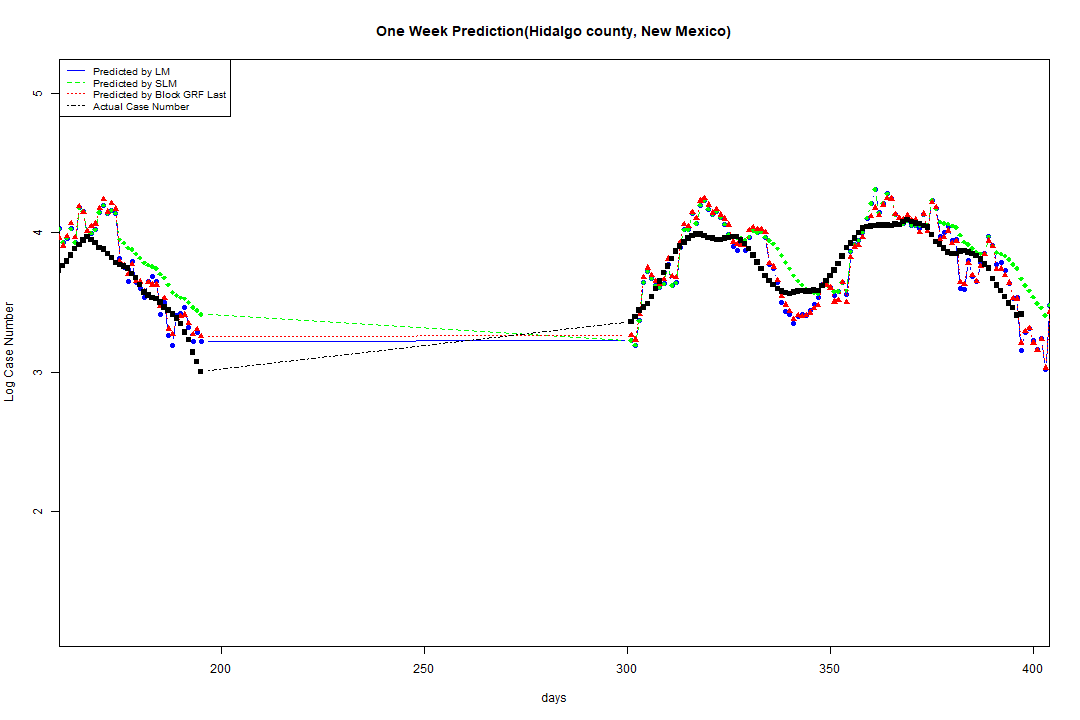 One Week Prediction(Hidalgo county, New Mexico)
Predicted by LM
Predicted by SLM
Predicted by Block GRF Last
Actual Case Number
5
4
3
2
Log Case Number
200
250
300
350
400
days